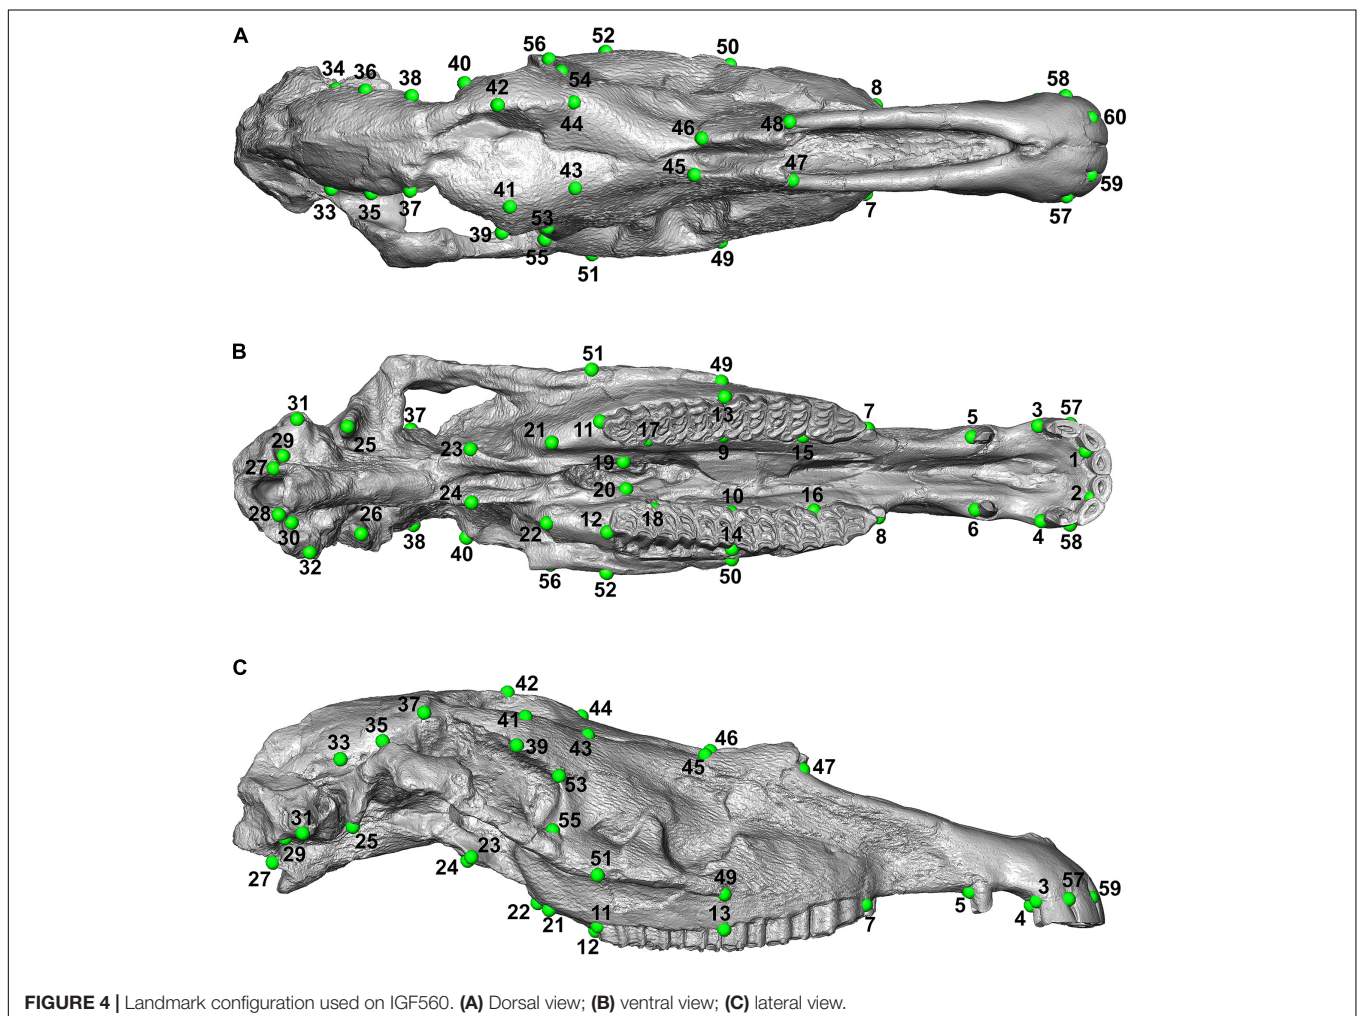 A
34 36 38 40 42 56 52 54 44 50 46 48 8 58 60
33 35 37 39 41 53 55 51 43 45 49 47 7 57 59
B
31 29 27 25 37 23 21 51 11 17 19 49 13 9 15 7 5 3 57 1
28 30 32 26 38 24 40 22 56 12 52 20 18 10 14 50 16 8 6 4 58 2
C
37 35 33 42 41 39 44 43 46 45 47
31 29 27 25 23 24 53 55 51 22 21 11 12 49 13 7 5 3 4 57 59
FIGURE 4 | Landmark configuration used on IGF560. (A) Dorsal view; (B) ventral view; (C) lateral view.